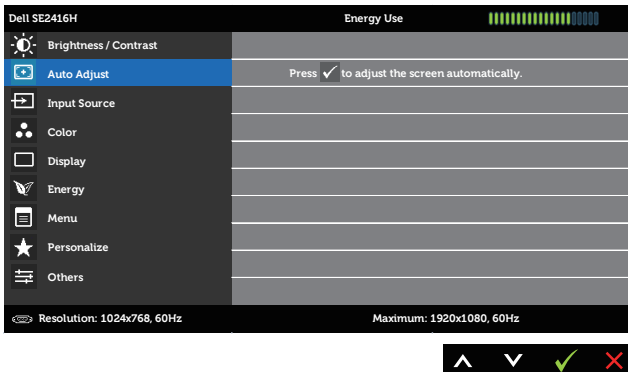 Dell SE2416H Energy Use
Brightness / Contrast
Auto Adjust Press to adjust the screen automatically.
Input Source
Color
Display
Energy
Menu
Personalize
Others
Resolution: 1024x768, 60Hz Maximum: 1920x1080, 60Hz